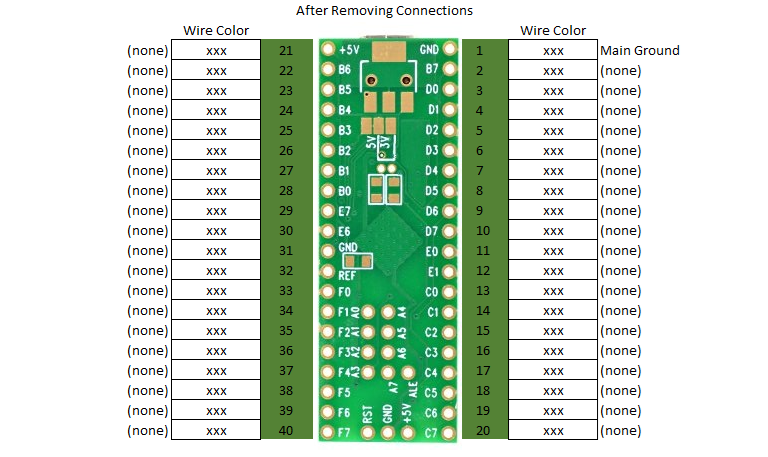 After Removing Connections
Wire Color Wire Color
(none) xxx 21 +5V GND 1 xxx Main Ground
(none) xxx 22 B6 B7 2 xxx (none)
(none) xxx 23 B5 D0 3 xxx (none)
(none) xxx 24 B4 D1 4 xxx (none)
(none) xxx 25 B3 D2 5 xxx (none)
5V 3V
(none) xxx 26 B2 D3 6 xxx (none)
(none) xxx 27 B1 D4 7 xxx (none)
(none) xxx 28 B0 D5 8 xxx (none)
(none) xxx 29 E7 D6 9 xxx (none)
(none) xxx 30 E6 D7 10 xxx (none)
(none) xxx 31 GND E0 11 xxx (none)
(none) xxx 32 REF E1 12 xxx (none)
(none) xxx 33 F0 C0 13 xxx (none)
(none) xxx 34 F1 A0 A4 C1 14 xxx (none)
(none) xxx 35 F2 A1 A5 C2 15 xxx (none)
(none) xxx 36 F3 A2 A6 C3 16 xxx (none)
(none) xxx 37 F4 A3 C4 17 xxx (none)
(none) xxx 38 F5 A7 ALE C5 18 xxx (none)
(none) xxx 39 F6 RST GND +5V C6 19 xxx (none)
(none) xxx 40 F7 C7 20 xxx (none)